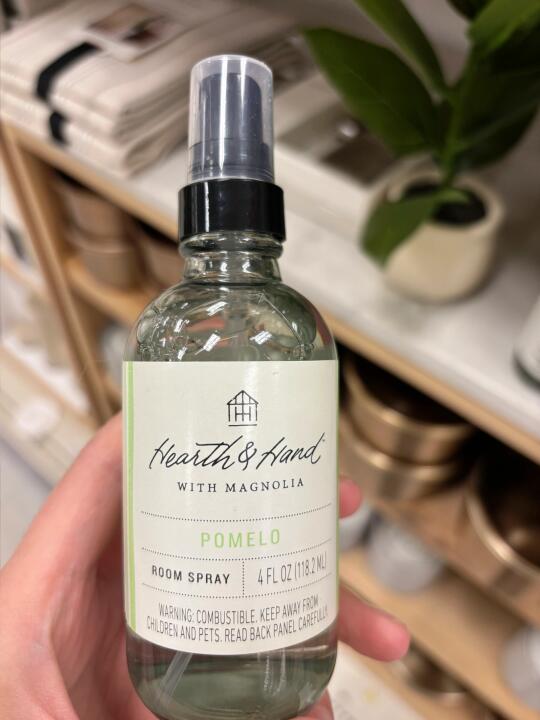 Hearth & Hand™
WITH MAGNOLIA
POMELO
ROOM SPRAY
4 FL OZ (118.2 ML)
WARNING: COMBUSTIBLE. KEEP AWAY FROM
CHILDREN AND PETS. READ BACK PANEL CAREFULLY.